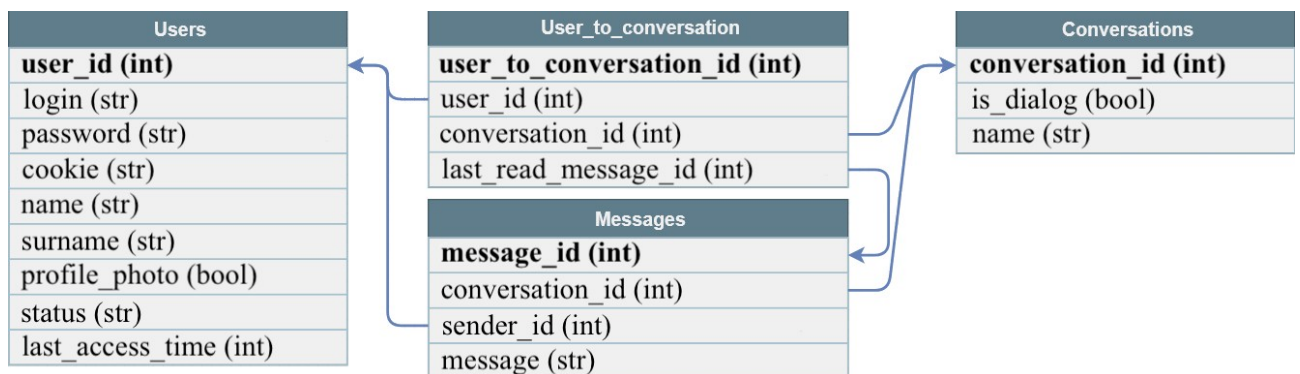 Users
user_id (int)
login (str)
password (str)
cookie (str)
name (str)
surname (str)
profile_photo (bool)
status (str)
last_access_time (int)
User_to_conversation
user_to_conversation_id (int)
user_id (int)
conversation_id (int)
last_read_message_id (int)
Messages
message_id (int)
conversation_id (int)
sender_id (int)
message (str)
Conversations
conversation_id (int)
is_dialog (bool)
name (str)